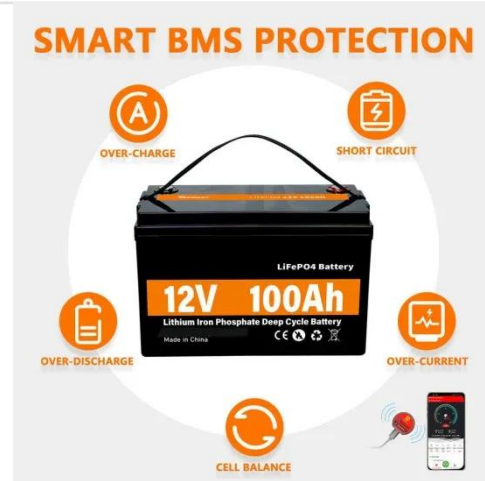 SMART BMS PROTECTION
OVER-CHARGE
SHORT CIRCUIT
LiFePO4 Battery
12V 100Ah
Lithium Iron Phosphate Deep Cycle Battery
Made in China
CE
OVER-DISCHARGE
OVER-CURRENT
CELL BALANCE